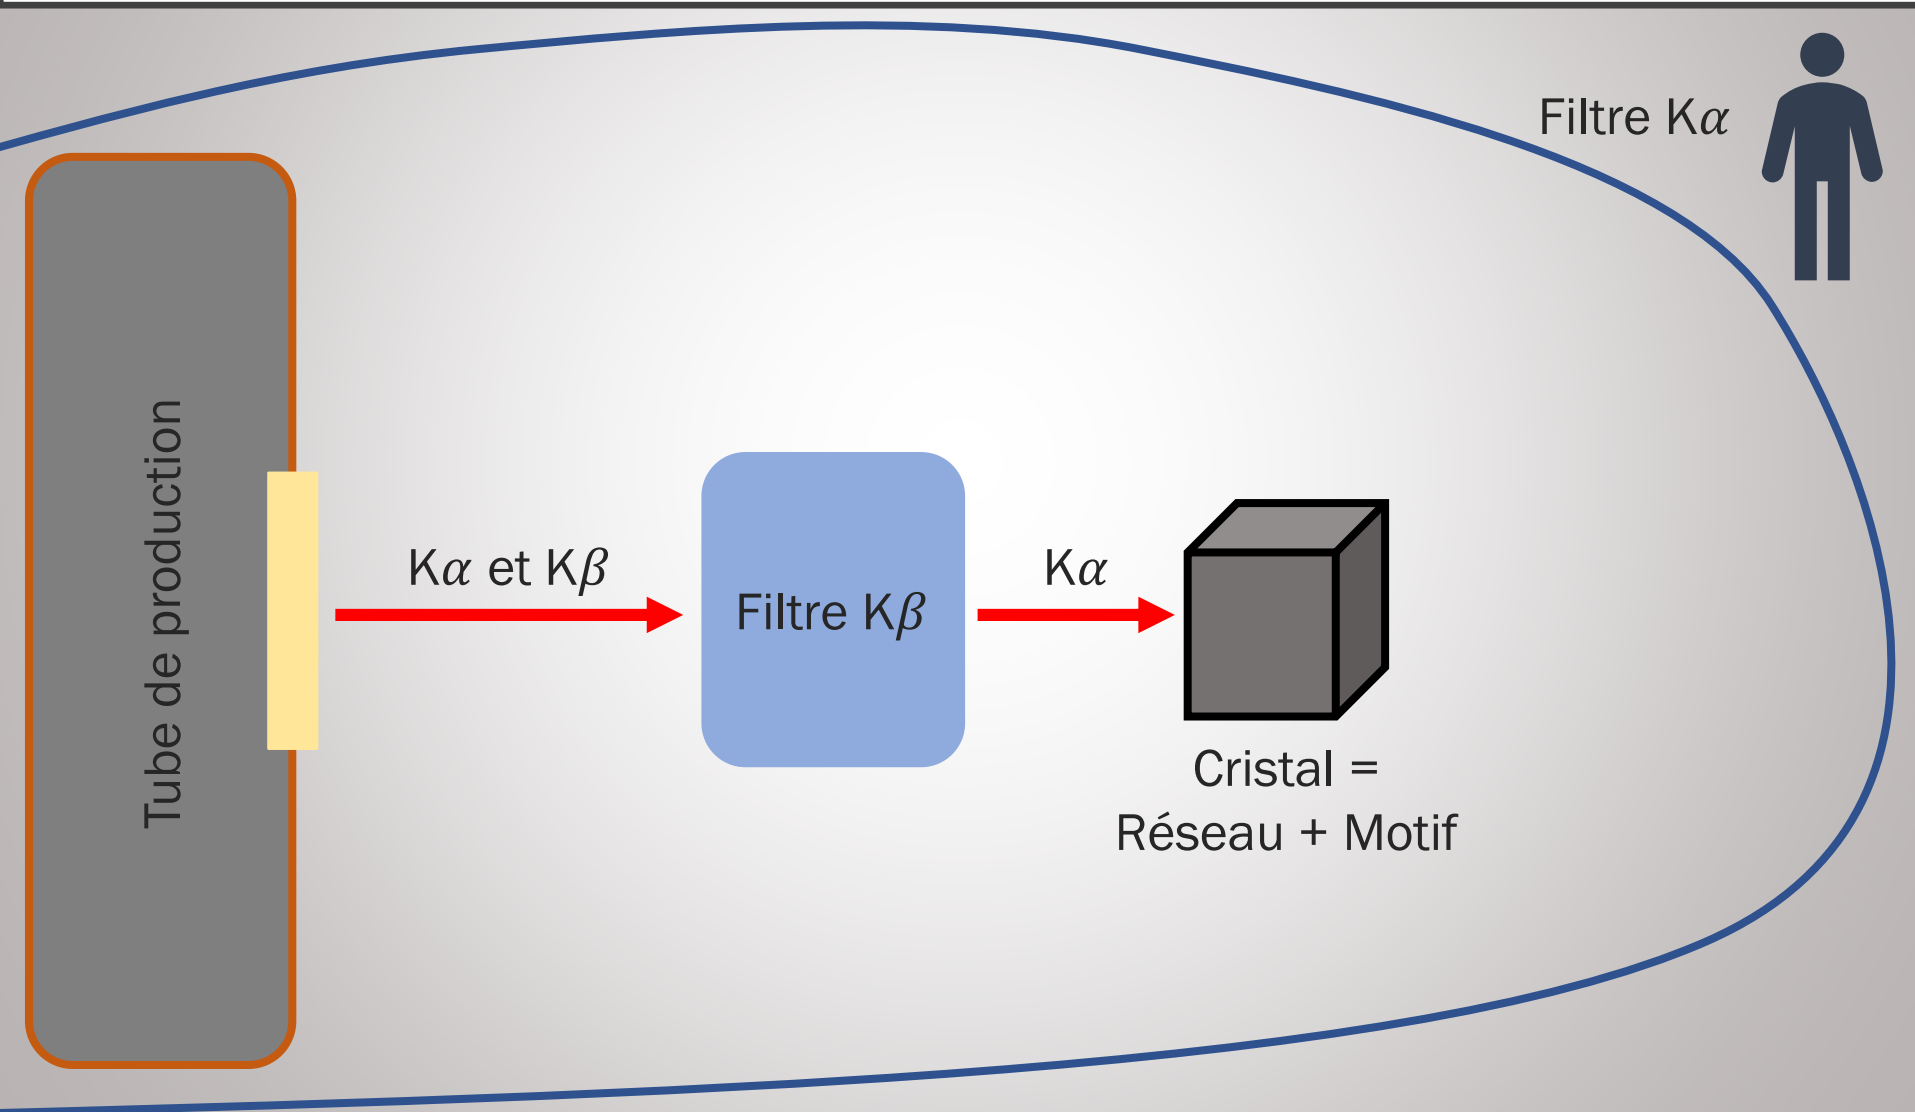 Filtre Kα
Tube de production
Kα et Kβ
Filtre Kβ
Kα
Cristal =
Réseau + Motif